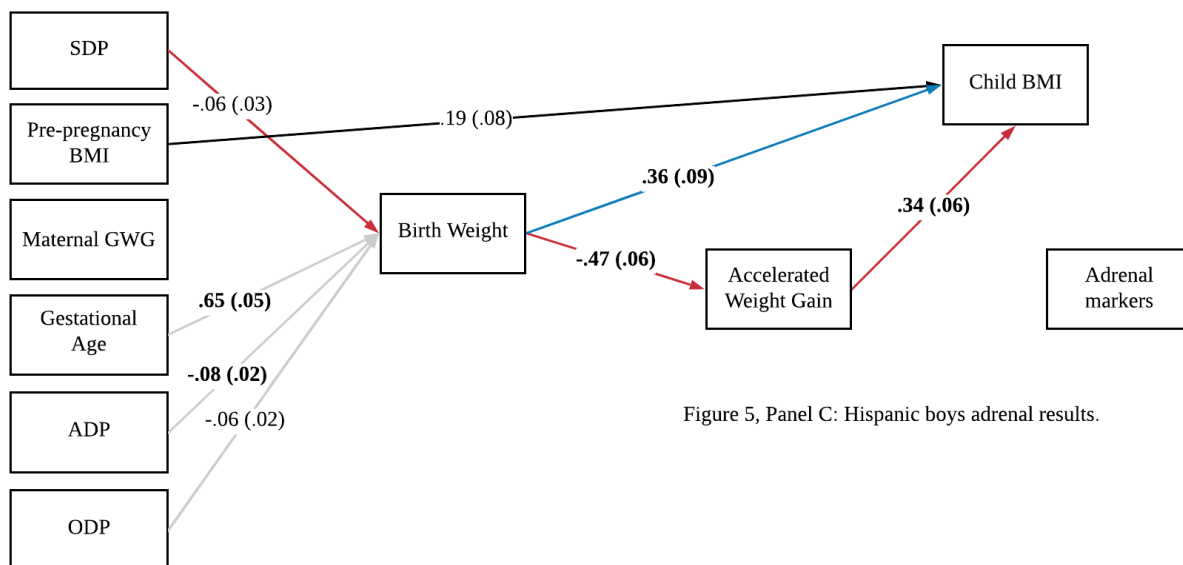 SDP
Pre-pregnancy
BMI
Maternal GWG
Gestational
Age
ADP
ODP
-.06 (.03)
.19 (.08)
.65 (.05)
-.08 (.02)
-.06 (.02)
Birth Weight
.36 (.09)
-.47 (.06)
Accelerated
Weight Gain
.34 (.06)
Child BMI
Adrenal
markers
Figure 5, Panel C: Hispanic boys adrenal results.